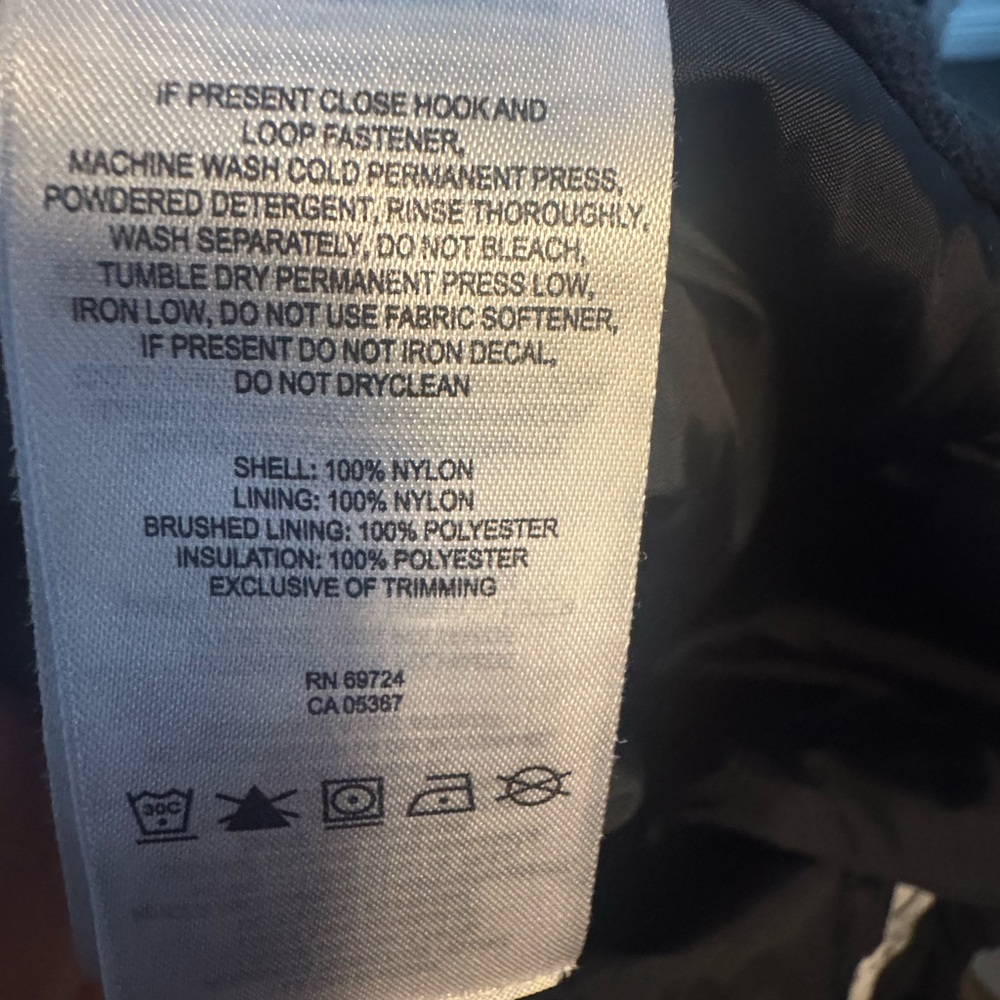 IF PRESENT CLOSE HOOK AND
LOOP FASTENER,
MACHINE WASH COLD PERMANENT PRESS,
POWDERED DETERGENT, RINSE THOROUGHLY,
WASH SEPARATELY, DO NOT BLEACH,
TUMBLE DRY PERMANENT PRESS LOW,
IRON LOW, DO NOT USE FABRIC SOFTENER,
IF PRESENT DO NOT IRON DECAL,
DO NOT DRYCLEAN
SHELL: 100% NYLON
LINING: 100% NYLON
BRUSHED LINING: 100% POLYESTER
INSULATION: 100% POLYESTER
EXCLUSIVE OF TRIMMING
RN 69724
CA 05367
30C